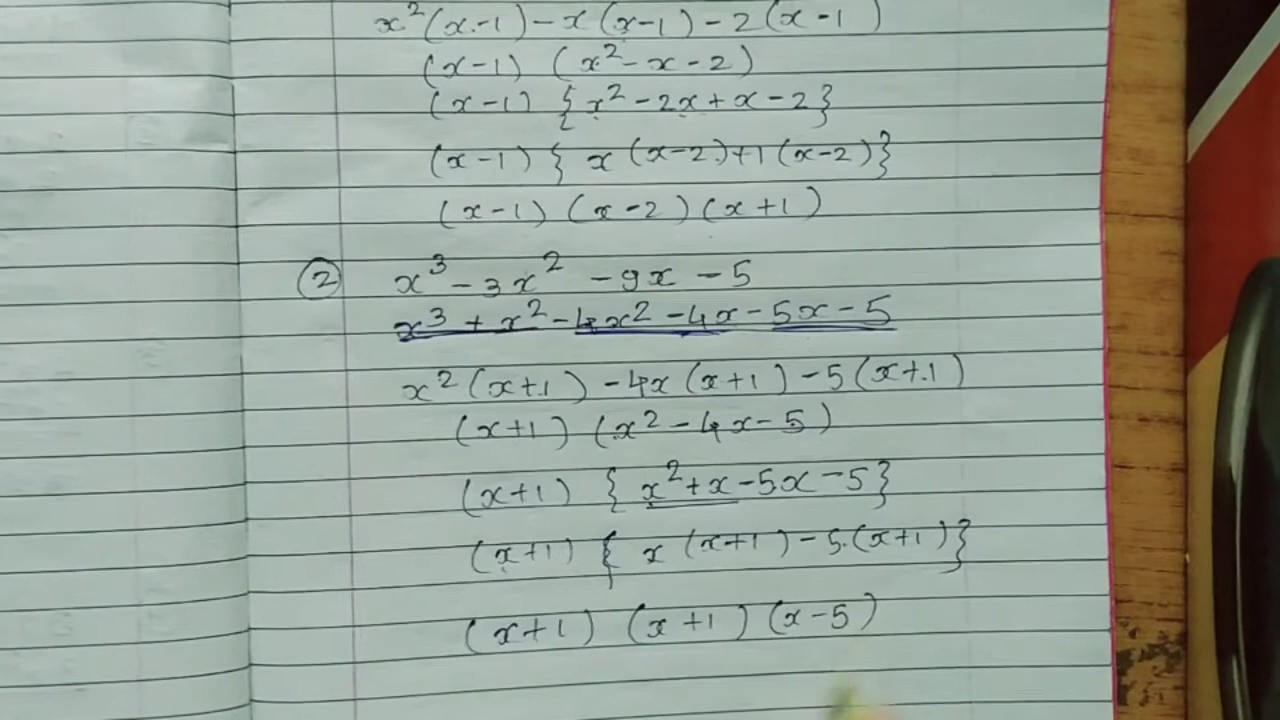 x²(x-1) - x(x-1) - 2(x-1)
(x-1) (x² - x - 2)
(x-1) {x² - 2x + x - 2}
(x-1) { x (x-2) + 1 (x-2)}
(x-1) (x-2) (x+1)
② x³ - 3x² - 9x - 5
x³ + x² - 4x² - 4x - 5x - 5
x² (x+1) - 4x (x+1) - 5 (x+1)
(x+1) (x² - 4x - 5)
(x+1) { x² + x - 5x - 5}
(x+1) { x (x+1) - 5.(x+1)}
(x+1) (x+1) (x-5)